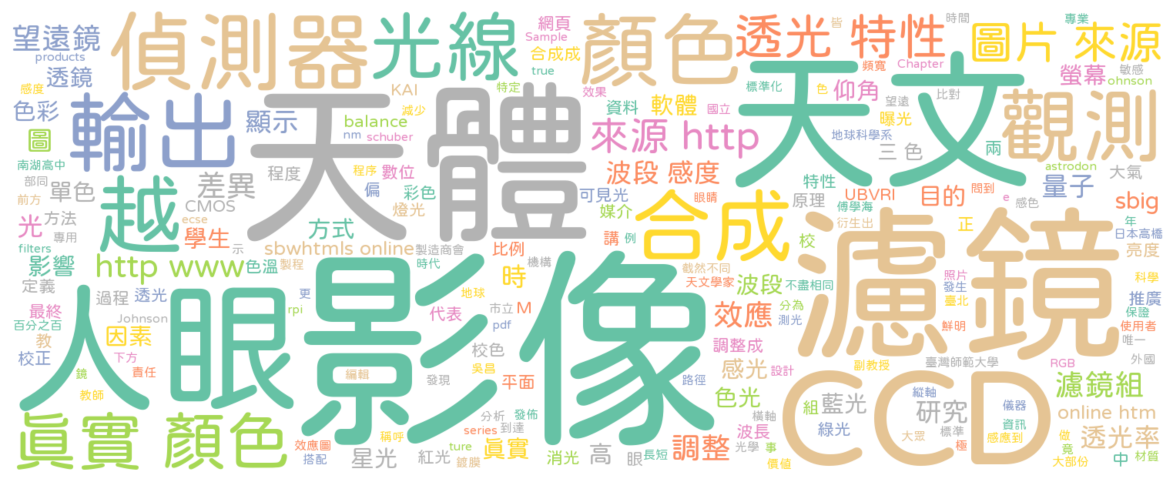 望遠鏡
products
偵測器
光線
網頁
Sample
合成成
true
顏色
效果
皆
頻寬
時間
專業
透光 特性
Chapter
圖片 來源
透鏡
感度
色彩
KAI
減少
特定
資料
軟體
國立
標準化
色
望遠
仰角
比對
曝光
螢幕
敏感
ohnson
輸出
顯示
balance
nm
schuber
天體
來源 http
天文
地球科學系
三 色
兩
觀測
圖
南湖高中
部同
前方
單色
差異
CMOS
程度
程序
數位
偏
彩色
燈光
波段 感度
眼睛
可見光
媒介
特性
原理
UBVRI
傅學海
衍生出
目的
問到
感色
astrodon
e
量子
大氣
sbig
年
日本高橋
亮度
越
光
方法
專用
ecse
filters
示
學生
方式
sbwhtmls online
製造商會
比例
合成
講
例
校
正
濾鏡
影響
定義
http www
色溫
製程
時代
機構
時
截然不同
天文學家
波段
不盡相同
照片
發生
科學
臺北
推廣
保證
最終
過程
透光
更
rpi
地球
代表
市立
pdf
M
效應
分為
測光
鮮明
使用者
唯一
百分之百
Johnson
教
校正
因素
下方
責任
鏡
教師
人眼
影像
校色
吳昌
編輯
發現
平面
路徑
調整成
感光
設計
副教授
臺灣師範大學
RGB
外國
CCD
色光
組
藍光
縱軸
研究
儀器
資訊
標準
濾鏡組
online htm
真實 顏色
效應圖
搭配
星光
稱呼
紅光
ture
鍍膜
分析
series
到達
發佈
真實
消光
高
眼
長短
調整
橫軸
波長
光學
事
價值
綠光
大眾
極
感應到
做
竟
大部份
透光率
中
材質